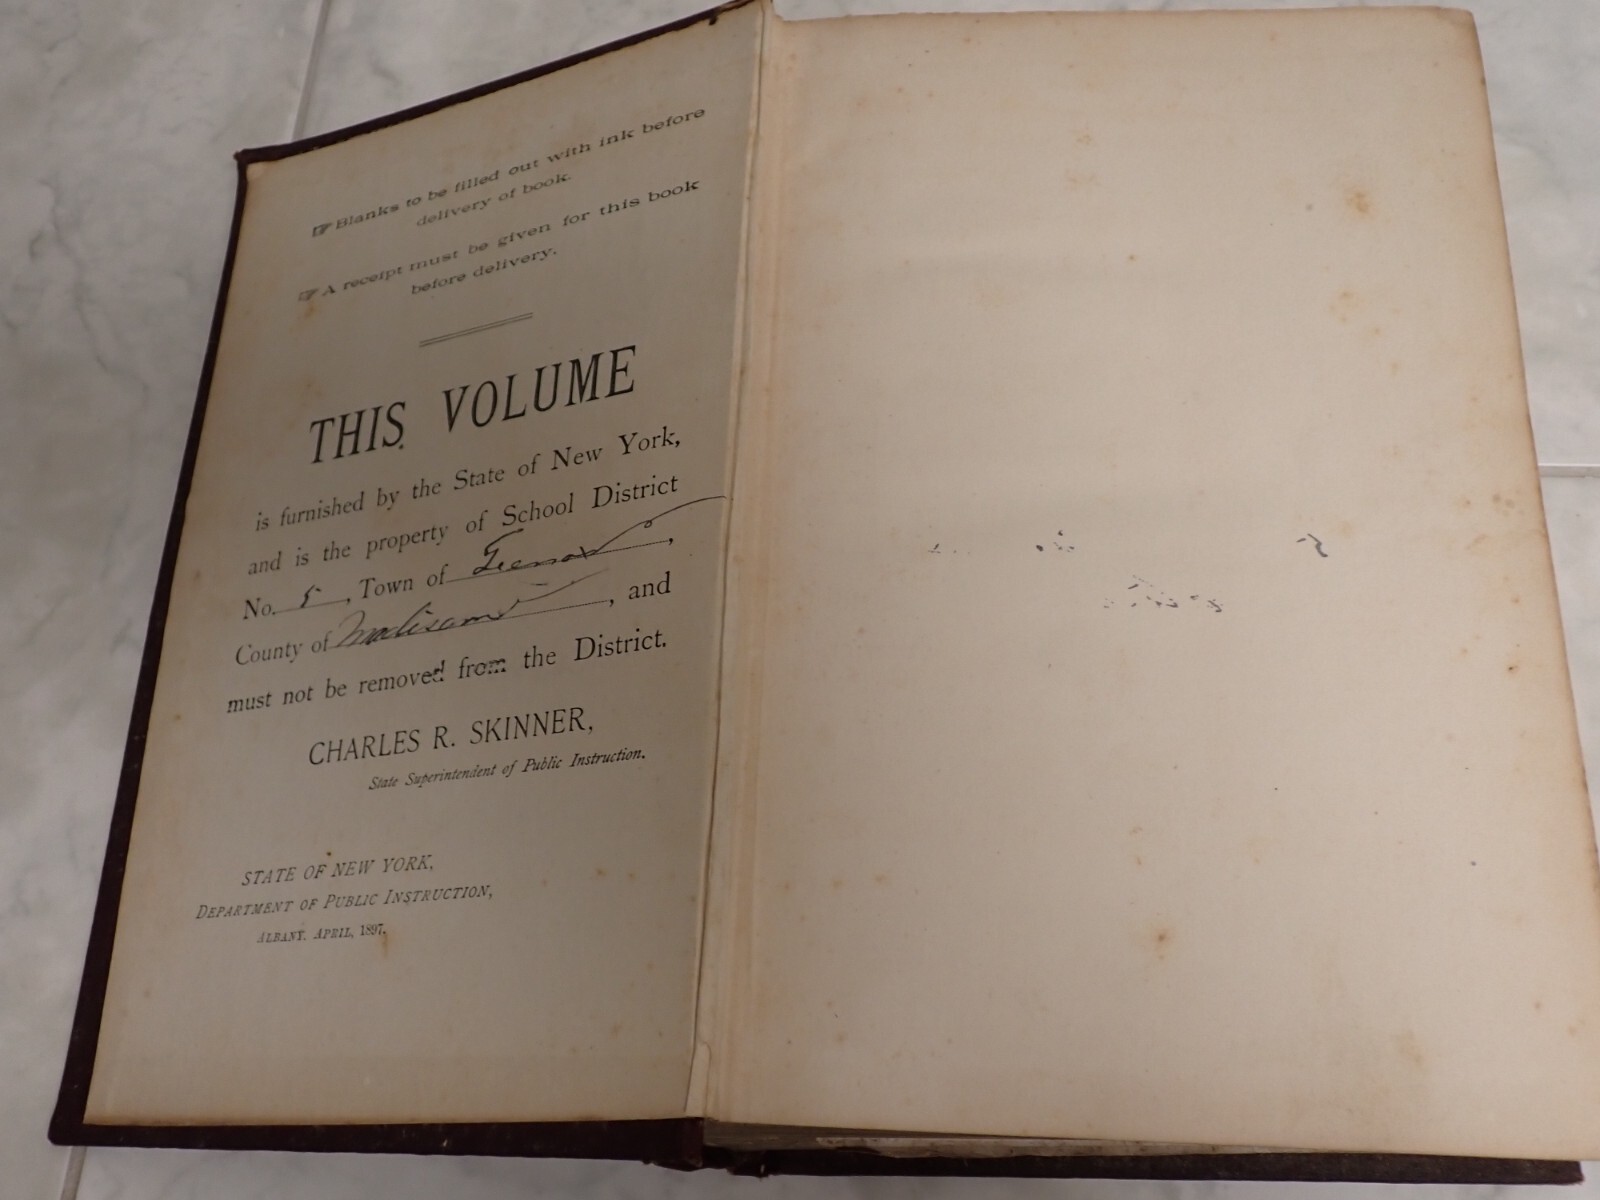 ☞Blanks to be filled out with ink before
delivery of book.
☞A receipt must be given for this book
before delivery.
THIS VOLUME
is furnished by the State of New York,
and is the property of School District
No. 5, Town of Lenox,
County of Madison, and
must not be removed from the District.
CHARLES R. SKINNER,
State Superintendent of Public Instruction.
STATE OF NEW YORK,
DEPARTMENT OF PUBLIC INSTRUCTION,
ALBANY, APRIL, 1897.